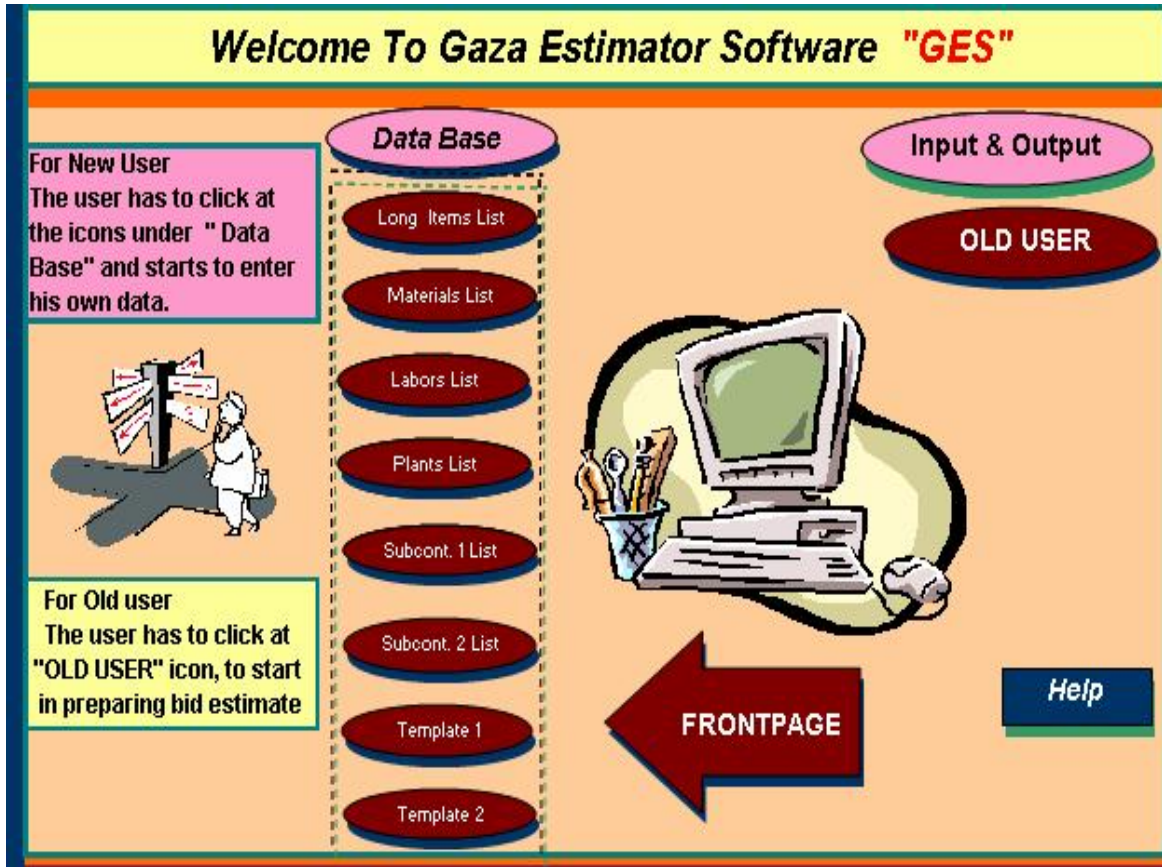 Welcome To Gaza Estimator Software "GES"
For New User
The user has to click at
the icons under " Data
Base" and starts to enter
his own data.
For Old user
The user has to click at
"OLD USER" icon, to start
in preparing bid estimate
Data Base
Long Items List
Materials List
Labors List
Plants List
Subcont. 1 List
Subcont. 2 List
Template 1
Template 2
Input & Output
OLD USER
FRONTPAGE
Help